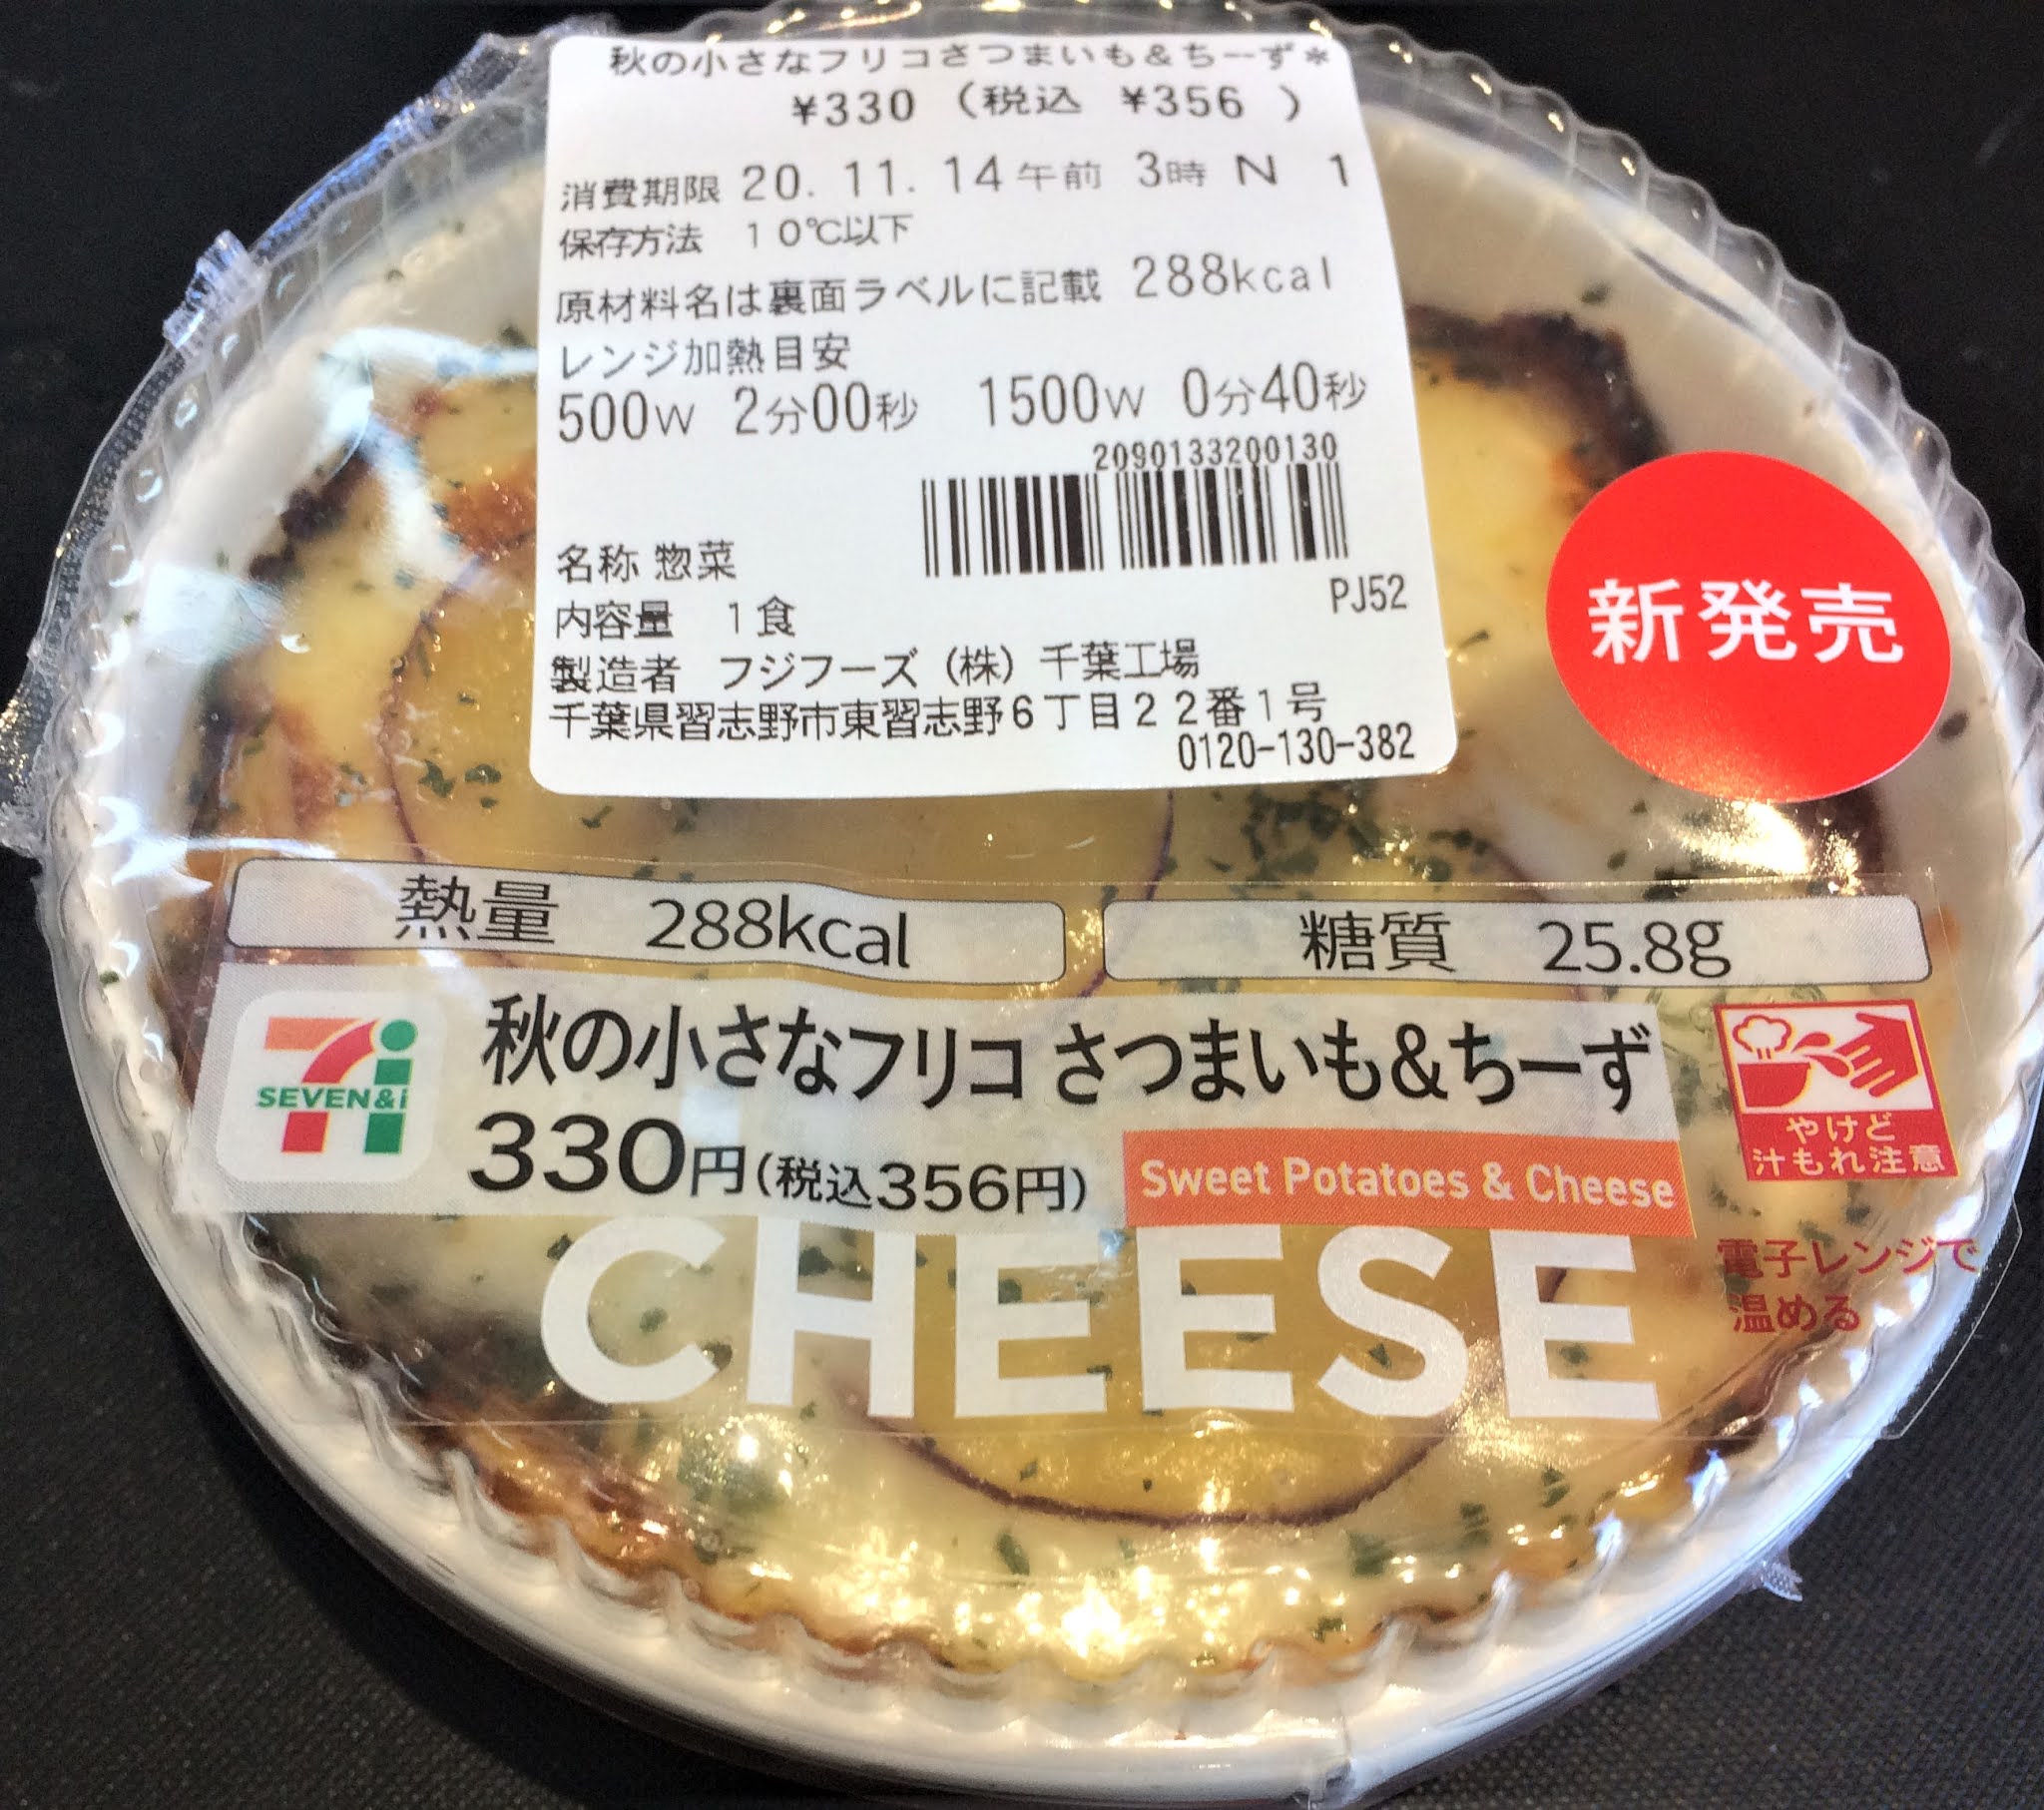 秋の小さなフリコさつまいも&ちーず*
¥330 (税込 ¥356 )
消費期限 20. 11. 14 午前 3時 N 1
保存方法 10℃以下
原材料名は裏面ラベルに記載 288kcal
レンジ加熱目安
500W 2分00秒 1500W 0分40秒
2090133200130
名称 惣菜
PJ52
内容量 1食
製造者 フジフーズ (株) 千葉工場
千葉県習志野市東習志野6丁目22番1号
0120-130-382
新発売
熱量 288kcal
糖質 25.8g
SEVEN&i
秋の小さなフリコ さつまいも&ちーず
330円(税込356円)
Sweet Potatoes & Cheese
やけど
汁もれ注意
CHEESE
電子レンジで
温める